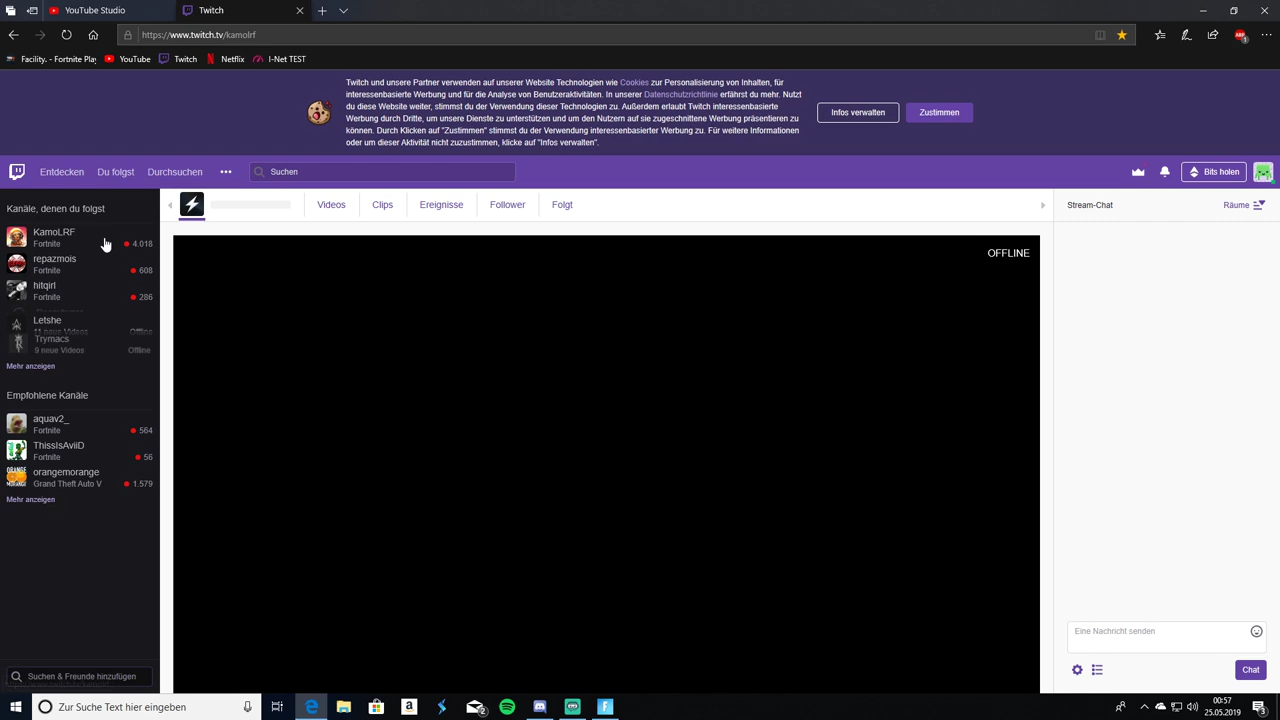 YouTube Studio
Twitch
https://www.twitch.tv/kamolrf
Facility. - Fortnite Pla
YouTube
Twitch
Netflix
I-Net TEST
Twitch und unsere Partner verwenden auf unserer Website Technologien wie Cookies zur Personalisierung von Inhalten, für
interessenbasierte Werbung und für die Analyse von Benutzeraktivitäten. In unserer Datenschutzrichtlinie erfährst du mehr. Nutzt
du diese Website weiter, stimmst du der Verwendung dieser Technologien zu. Außerdem erlaubt Twitch interessenbasierte
Werbung durch Dritte, um unsere Dienste zu unterstützen und um den Nutzern auf sie zugeschnittene Werbung präsentieren zu
können. Durch Klicken auf "Zustimmen" stimmst du der Verwendung interessenbasierter Werbung zu. Für weitere Informationen
oder um dieser Aktivität nicht zuzustimmen, klicke auf "Infos verwalten".
Infos verwalten
Zustimmen
Entdecken
Du folgst
Durchsuchen
Suchen
Bits holen
Kanäle, denen du folgst
KamoLRF
Fortnite 4.018
repazmois
Fortnite 608
hitqirl
Fortnite 286
Letshe
11 neue Videos Offline
Trymacs
9 neue Videos Offline
Mehr anzeigen
Empfohlene Kanäle
aquav2_
Fortnite 564
ThissIsAviiD
Fortnite 56
orangemorange
Grand Theft Auto V 1.579
Mehr anzeigen
Suchen & Freunde hinzufügen
Videos
Clips
Ereignisse
Follower
Folgt
OFFLINE
Stream-Chat
Räume
Eine Nachricht senden
Chat
Zur Suche Text hier eingeben
00:57
25.05.2019